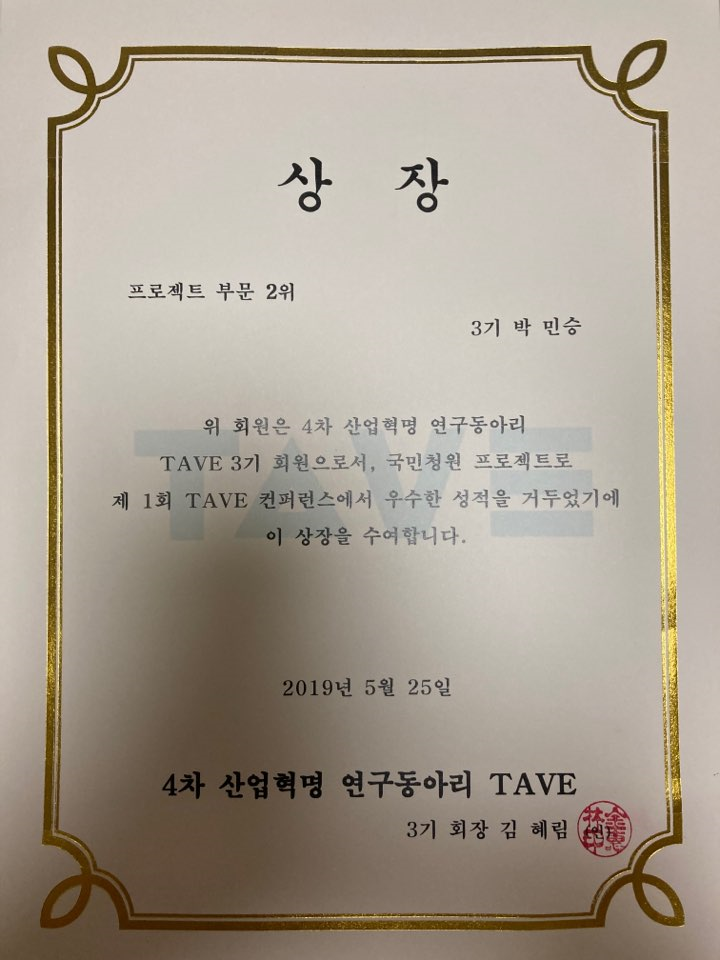 상 장
프로젝트 부문 2위
3기 박 민승
TAVE
위 회원은 4차 산업혁명 연구동아리
TAVE 3기 회원으로서, 국민청원 프로젝트로
제 1회 TAVE 컨퍼런스에서 우수한 성적을 거두었기에
이 상장을 수여합니다.
2019년 5월 25일
4차 산업혁명 연구동아리 TAVE
3기 회장 김 혜림 (인)